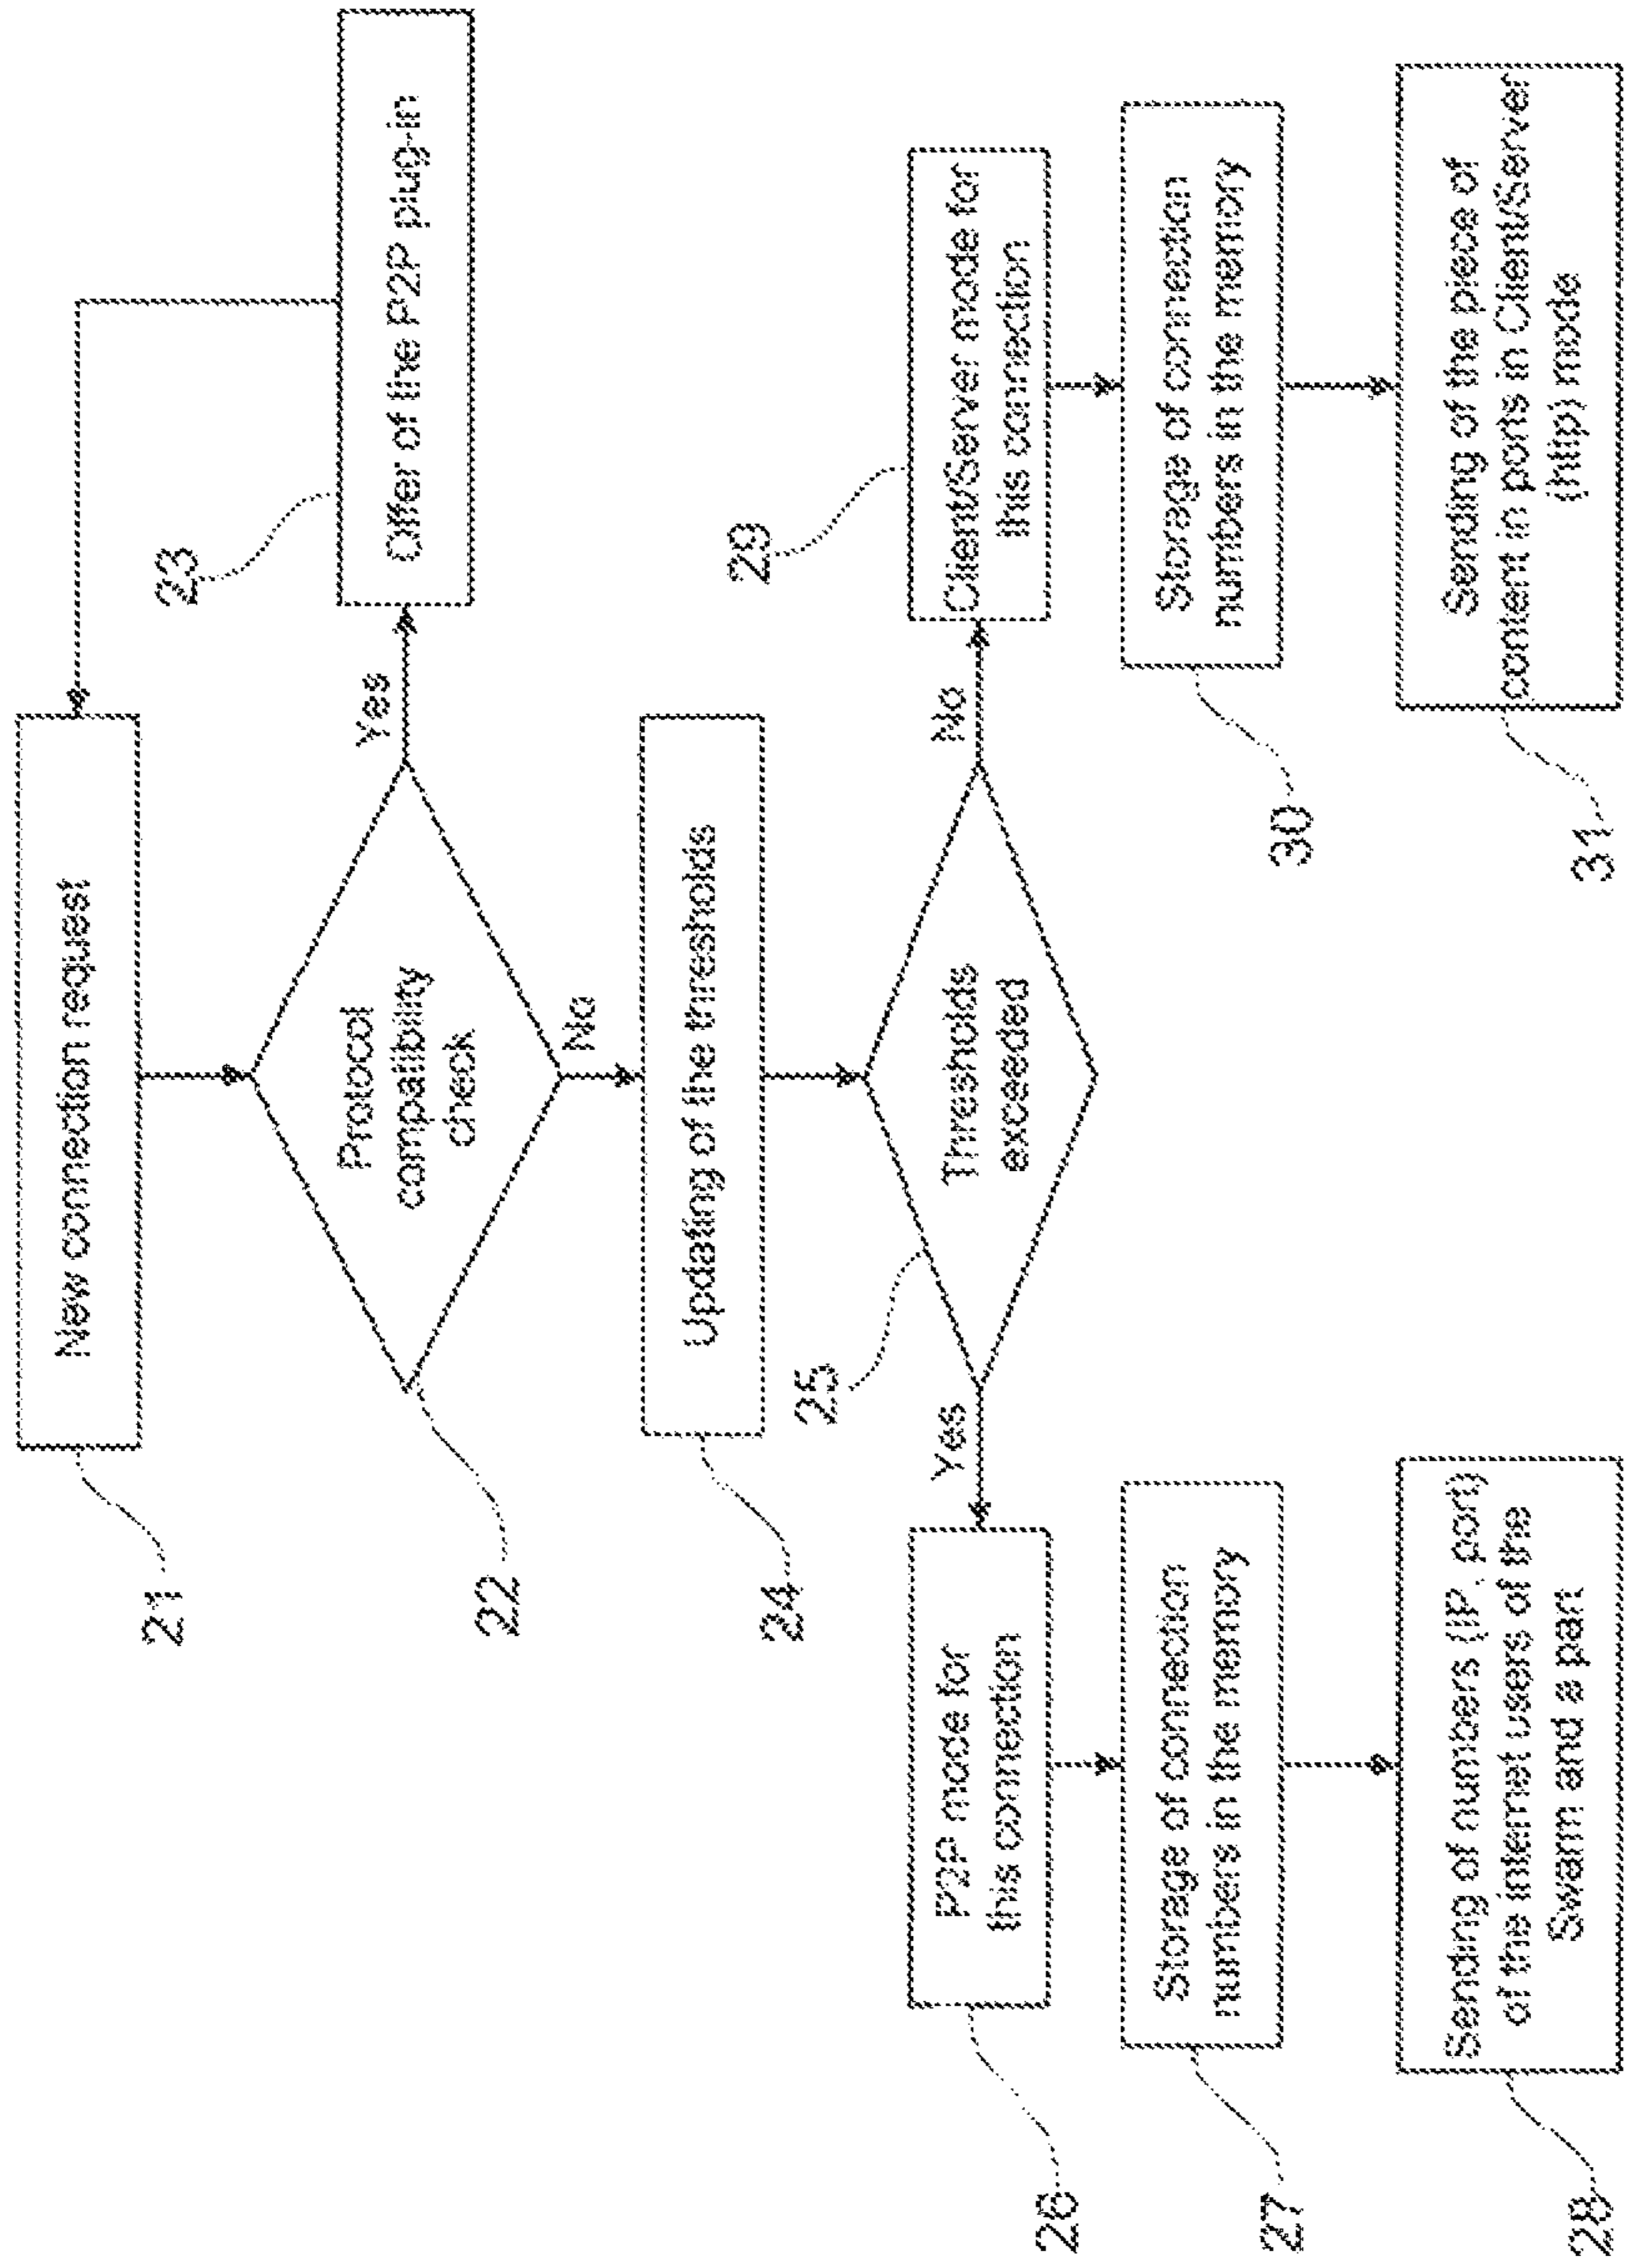 21
New connection request
22
Protocol
compatibility
check
Yes
23
Offer of the P2P plug-in
No
24
Updating of the thresholds
25
Thresholds
exceeded
Yes
No
26
P2P mode for
this connection
27
Storage of connection
numbers in the memory
28
Sending of numbers (IP, port)
of the internet users of the
Swarm and a part
29
Client/Server mode for
this connection
30
Storage of connection
numbers in the memory
31
Sending of the piece of
content in ports in Client/Server
(http) mode